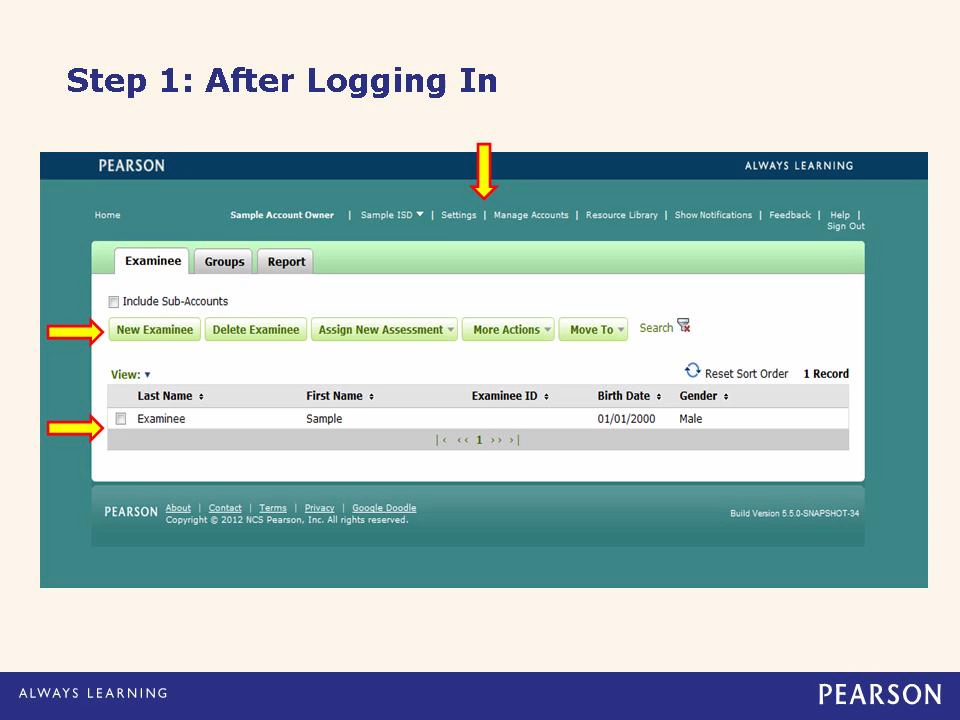 Step 1: After Logging In
PEARSON ALWAYS LEARNING
Home Sample Account Owner | Sample ISD ▼ | Settings | Manage Accounts | Resource Library | Show Notifications | Feedback | Help |
Sign Out
Examinee Groups Report
Include Sub-Accounts
New Examinee Delete Examinee Assign New Assessment ▼ More Actions ▼ Move To ▼ Search
View: ▼ Reset Sort Order 1 Record
Last Name First Name Examinee ID Birth Date Gender
Examinee Sample 01/01/2000 Male
|‹ ‹‹ 1 ›› ›|
PEARSON About | Contact | Terms | Privacy | Google Doodle
Copyright © 2012 NCS Pearson, Inc. All rights reserved. Build Version 5.5.0-SNAPSHOT-34
ALWAYS LEARNING PEARSON